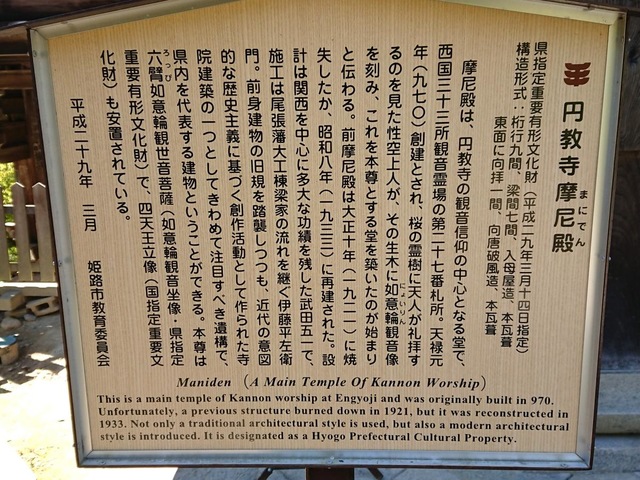 円教寺摩尼殿
まにでん
県指定重要有形文化財（平成二九年三月十四日指定）
構造形式：桁行九間、梁間七間、入母屋造、本瓦葺
東面に向拝一間、向唐破風造、本瓦葺
摩尼殿は、円教寺の観音信仰の中心となる堂で、
西国三十三所観音霊場の第二十七番札所。天禄元
年（九七〇）創建とされ、桜の霊樹に天人が礼拝す
るのを見た性空上人が、その生木に如意輪観音像
にょいりん
を刻み、これを本尊とする堂を築いたのが始まり
と伝わる。前摩尼殿は大正十年（一九二一）に焼
失したか、昭和八年（一九三三）に再建された。設
計は関西を中心に多大な功績を残した武田五一で、
施工は尾張藩大工棟梁家の流れを継ぐ伊藤平左衛
門。前身建物の旧規を踏襲しつつも、近代の意図
的な歴史主義に基づく創作活動として作られた寺
院建築の一つとしてきわめて注目すべき遺構で、
県内を代表する建物ということができる。本尊は
六臂如意輪観世音菩薩（如意輪観音坐像・県指定
ろっぴ
重要有形文化財）で、四天王立像（国指定重要文
化財）も安置されている。
平成二十九年 三月 姫路市教育委員会
Maniden （A Main Temple Of Kannon Worship）
This is a main temple of Kannon worship at Engyoji and was originally built in 970.
Unfortunately, a previous structure burned down in 1921, but it was reconstructed in
1933. Not only a traditional architectural style is used, but also a modern architectural
style is introduced. It is designated as a Hyogo Prefectural Cultural Property.